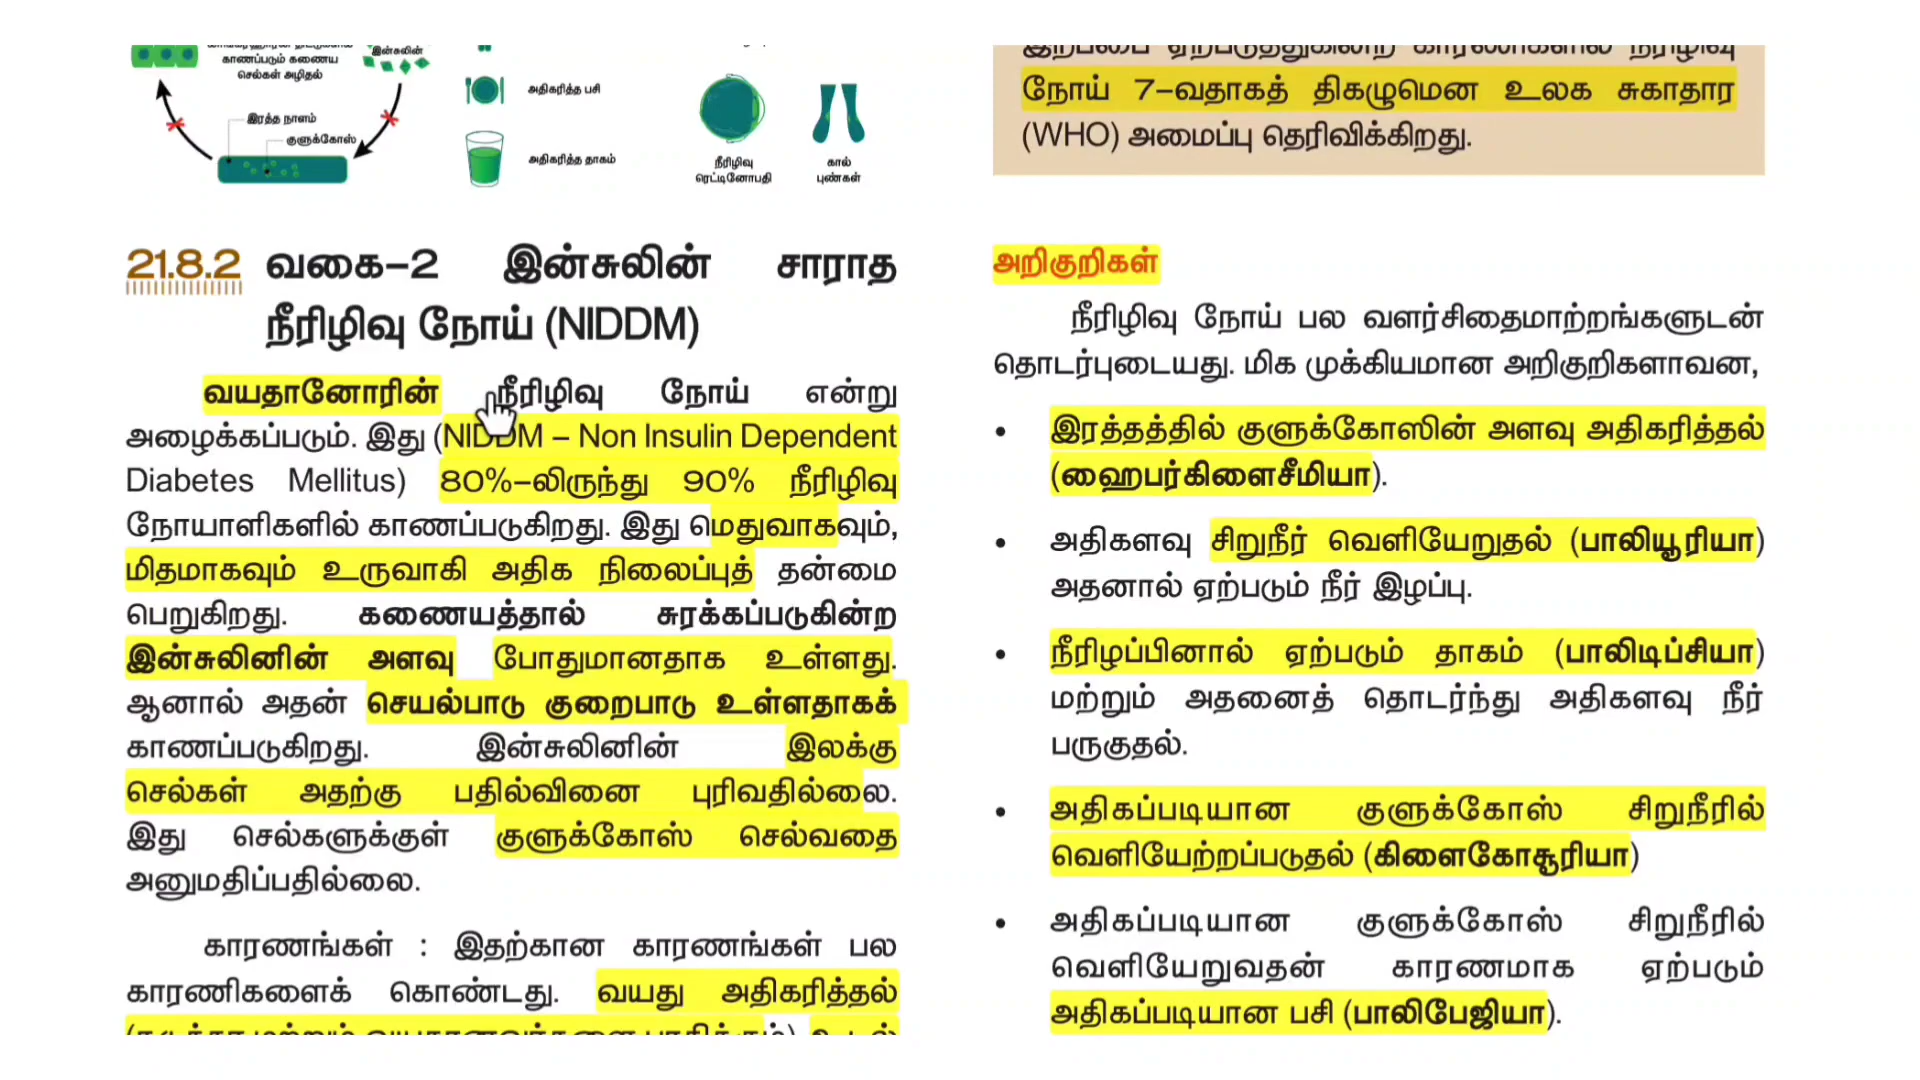 காணப்படும் கணைய
செல்கள் அழிதல்
இன்சுலின்
இரத்த நாளம்
குளுக்கோஸ்
அதிகரித்த பசி
அதிகரித்த தாகம்
நீரிழிவு
ரெட்டினோபதி
கால்
புண்கள்
21.8.2 வகை–2 இன்சுலின் சாராத
நீரிழிவு நோய் (NIDDM)
வயதானோரின் நீரிழிவு நோய் என்று
அழைக்கப்படும். இது (NIDDM – Non Insulin Dependent
Diabetes Mellitus) 80%–லிருந்து 90% நீரிழிவு
நோயாளிகளில் காணப்படுகிறது. இது மெதுவாகவும்,
மிதமாகவும் உருவாகி அதிக நிலைப்புத் தன்மை
பெறுகிறது. கணையத்தால் சுரக்கப்படுகின்ற
இன்சுலினின் அளவு போதுமானதாக உள்ளது.
ஆனால் அதன் செயல்பாடு குறைபாடு உள்ளதாகக்
காணப்படுகிறது. இன்சுலினின் இலக்கு
செல்கள் அதற்கு பதில்வினை புரிவதில்லை.
இது செல்களுக்குள் குளுக்கோஸ் செல்வதை
அனுமதிப்பதில்லை.
காரணங்கள் : இதற்கான காரணங்கள் பல
காரணிகளைக் கொண்டது. வயது அதிகரித்தல்
நோய் 7–வதாகத் திகழுமென உலக சுகாதார
(WHO) அமைப்பு தெரிவிக்கிறது.
அறிகுறிகள்
நீரிழிவு நோய் பல வளர்சிதைமாற்றங்களுடன்
தொடர்புடையது. மிக முக்கியமான அறிகுறிகளாவன,
• இரத்தத்தில் குளுக்கோஸின் அளவு அதிகரித்தல்
(ஹைபர்கிளைசீமியா).
• அதிகளவு சிறுநீர் வெளியேறுதல் (பாலியூரியா)
அதனால் ஏற்படும் நீர் இழப்பு.
• நீரிழப்பினால் ஏற்படும் தாகம் (பாலிடிப்சியா)
மற்றும் அதனைத் தொடர்ந்து அதிகளவு நீர்
பருகுதல்.
• அதிகப்படியான குளுக்கோஸ் சிறுநீரில்
வெளியேற்றப்படுதல் (கிளைகோசூரியா)
• அதிகப்படியான குளுக்கோஸ் சிறுநீரில்
வெளியேறுவதன் காரணமாக ஏற்படும்
அதிகப்படியான பசி (பாலிபேஜியா).